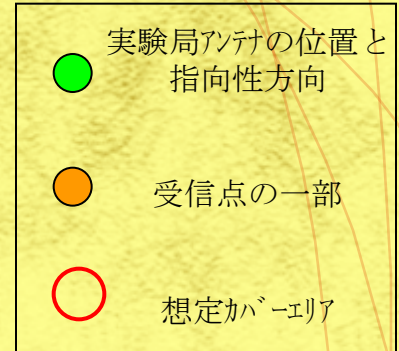 実験局ｱﾝﾃﾅの位置と
指向性方向
受信点の一部
想定ｶﾊﾞｰｴﾘｱ